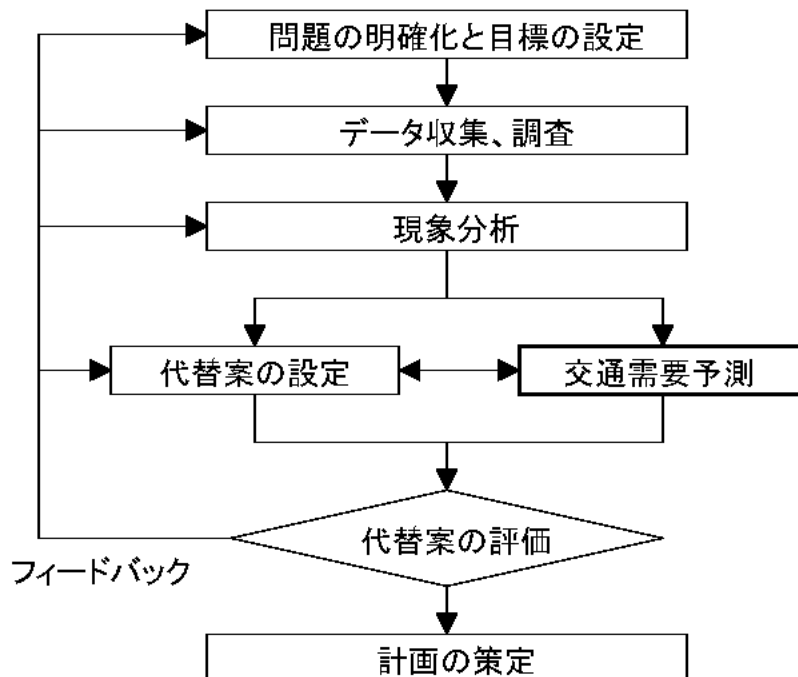 問題の明確化と目標の設定
データ収集、調査
現象分析
代替案の設定
交通需要予測
代替案の評価
フィードバック
計画の策定